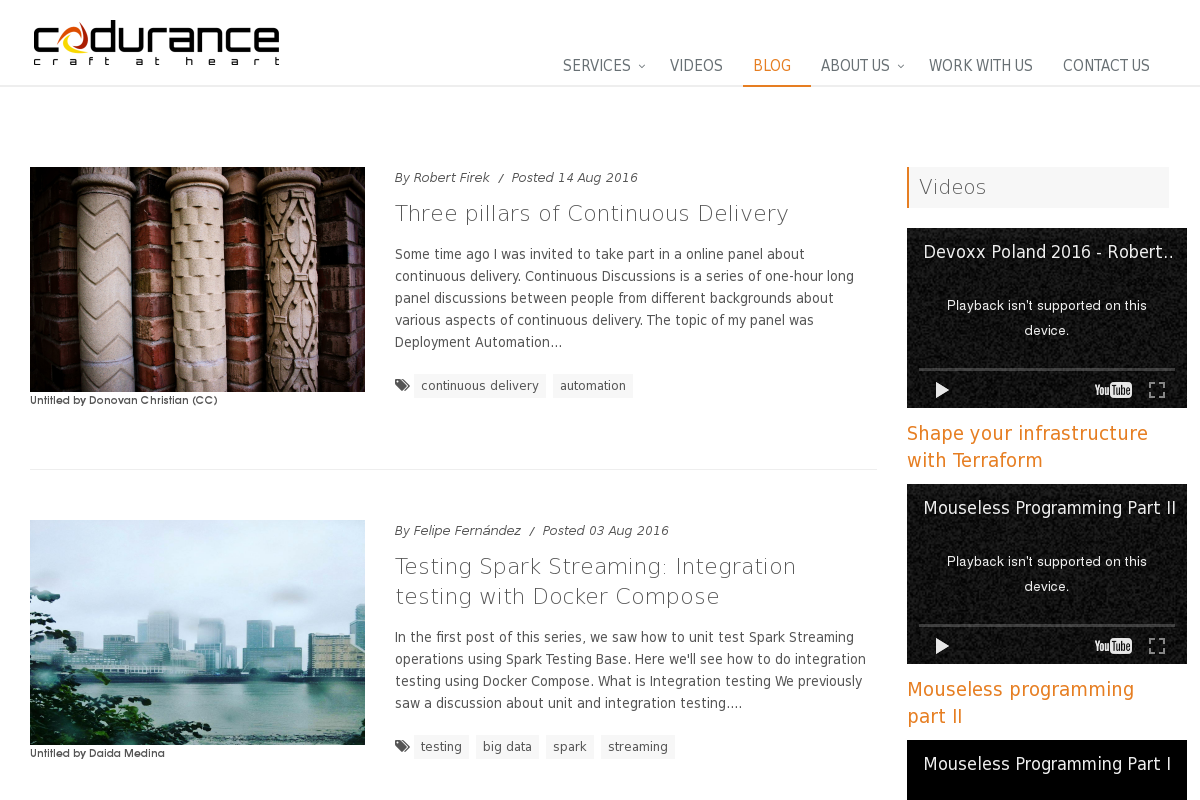 codurance
craft at heart
SERVICES VIDEOS BLOG ABOUT US WORK WITH US CONTACT US
By Robert Firek / Posted 14 Aug 2016
Three pillars of Continuous Delivery
Some time ago I was invited to take part in a online panel about
continuous delivery. Continuous Discussions is a series of one-hour long
panel discussions between people from different backgrounds about
various aspects of continuous delivery. The topic of my panel was
Deployment Automation...
continuous delivery automation
Untitled by Donovan Christian (CC)
By Felipe Fernández / Posted 03 Aug 2016
Testing Spark Streaming: Integration
testing with Docker Compose
In the first post of this series, we saw how to unit test Spark Streaming
operations using Spark Testing Base. Here we'll see how to do integration
testing using Docker Compose. What is Integration testing We previously
saw a discussion about unit and integration testing....
testing big data spark streaming
Untitled by Daida Medina
Videos
Devoxx Poland 2016 - Robert..
Playback isn't supported on this
device.
YouTube
Shape your infrastructure
with Terraform
Mouseless Programming Part II
Playback isn't supported on this
device.
YouTube
Mouseless programming
part II
Mouseless Programming Part I